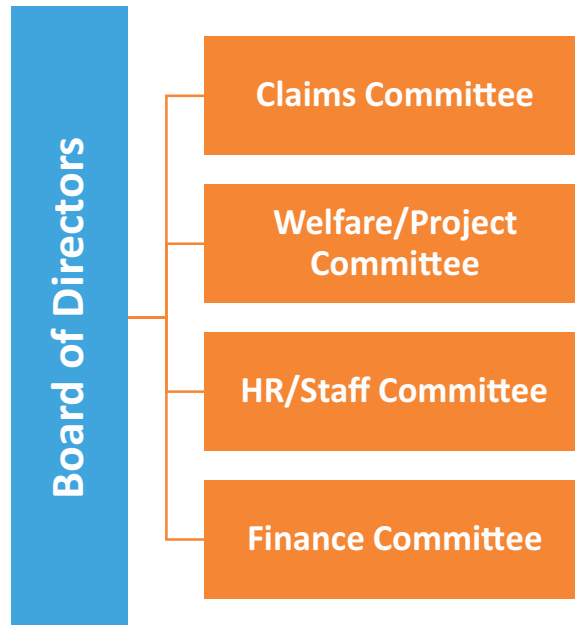 Board of Directors
Claims Committee
Welfare/Project
Committee
HR/Staff Committee
Finance Committee